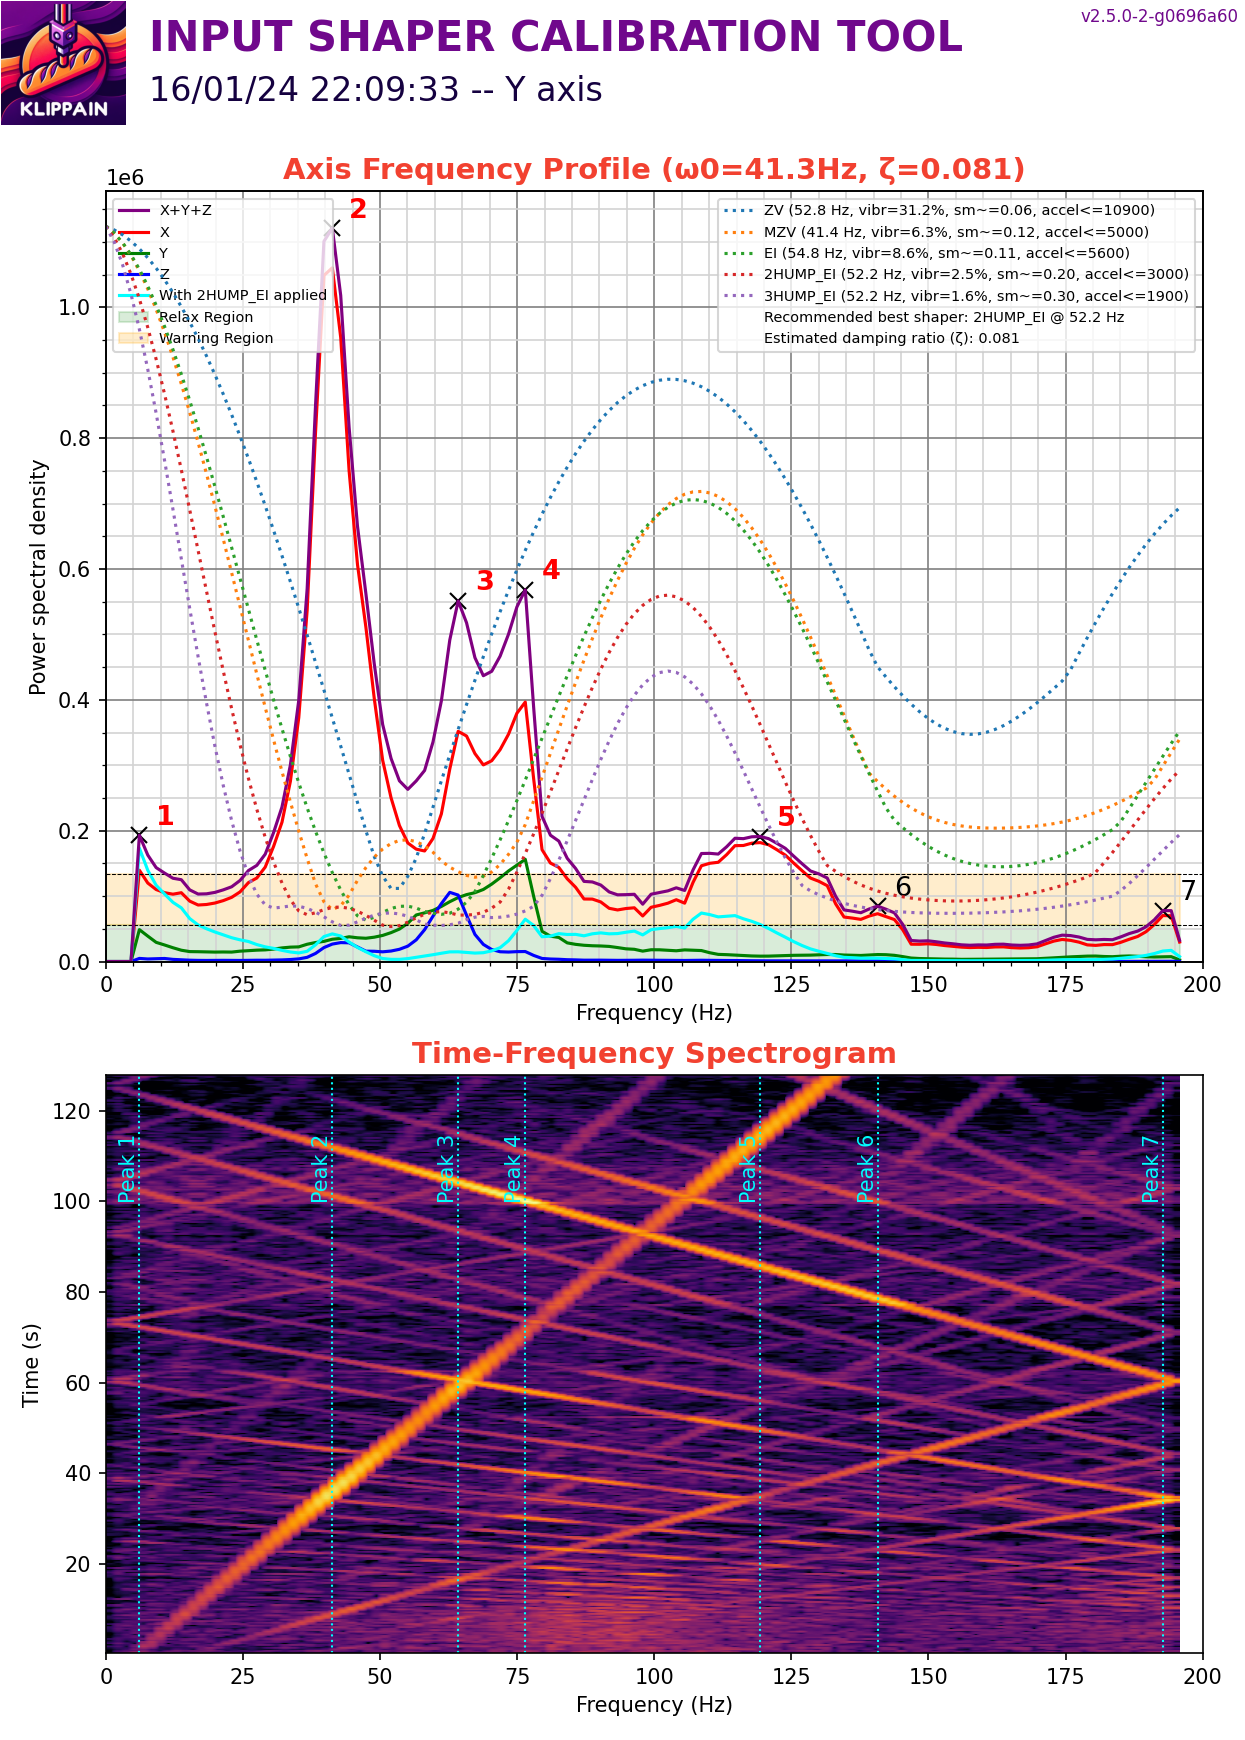 KLIPPAIN
INPUT SHAPER CALIBRATION TOOL
v2.5.0-2-g0696a60
16/01/24 22:09:33 -- Y axis
Axis Frequency Profile (ω0=41.3Hz, ζ=0.081)
1e6
X+Y+Z
X
Y
Z
With 2HUMP_EI applied
Relax Region
Warning Region
ZV (52.8 Hz, vibr=31.2%, sm~=0.06, accel<=10900)
MZV (41.4 Hz, vibr=6.3%, sm~=0.12, accel<=5000)
EI (54.8 Hz, vibr=8.6%, sm~=0.11, accel<=5600)
2HUMP_EI (52.2 Hz, vibr=2.5%, sm~=0.20, accel<=3000)
3HUMP_EI (52.2 Hz, vibr=1.6%, sm~=0.30, accel<=1900)
Recommended best shaper: 2HUMP_EI @ 52.2 Hz
Estimated damping ratio (ζ): 0.081
1
2
3
4
5
6
7
Power spectral density
1.0
0.8
0.6
0.4
0.2
0.0
0 25 50 75 100 125 150 175 200
Frequency (Hz)
Time-Frequency Spectrogram
Peak 1
Peak 2
Peak 3
Peak 4
Peak 5
Peak 6
Peak 7
Time (s)
120
100
80
60
40
20
0 25 50 75 100 125 150 175 200
Frequency (Hz)